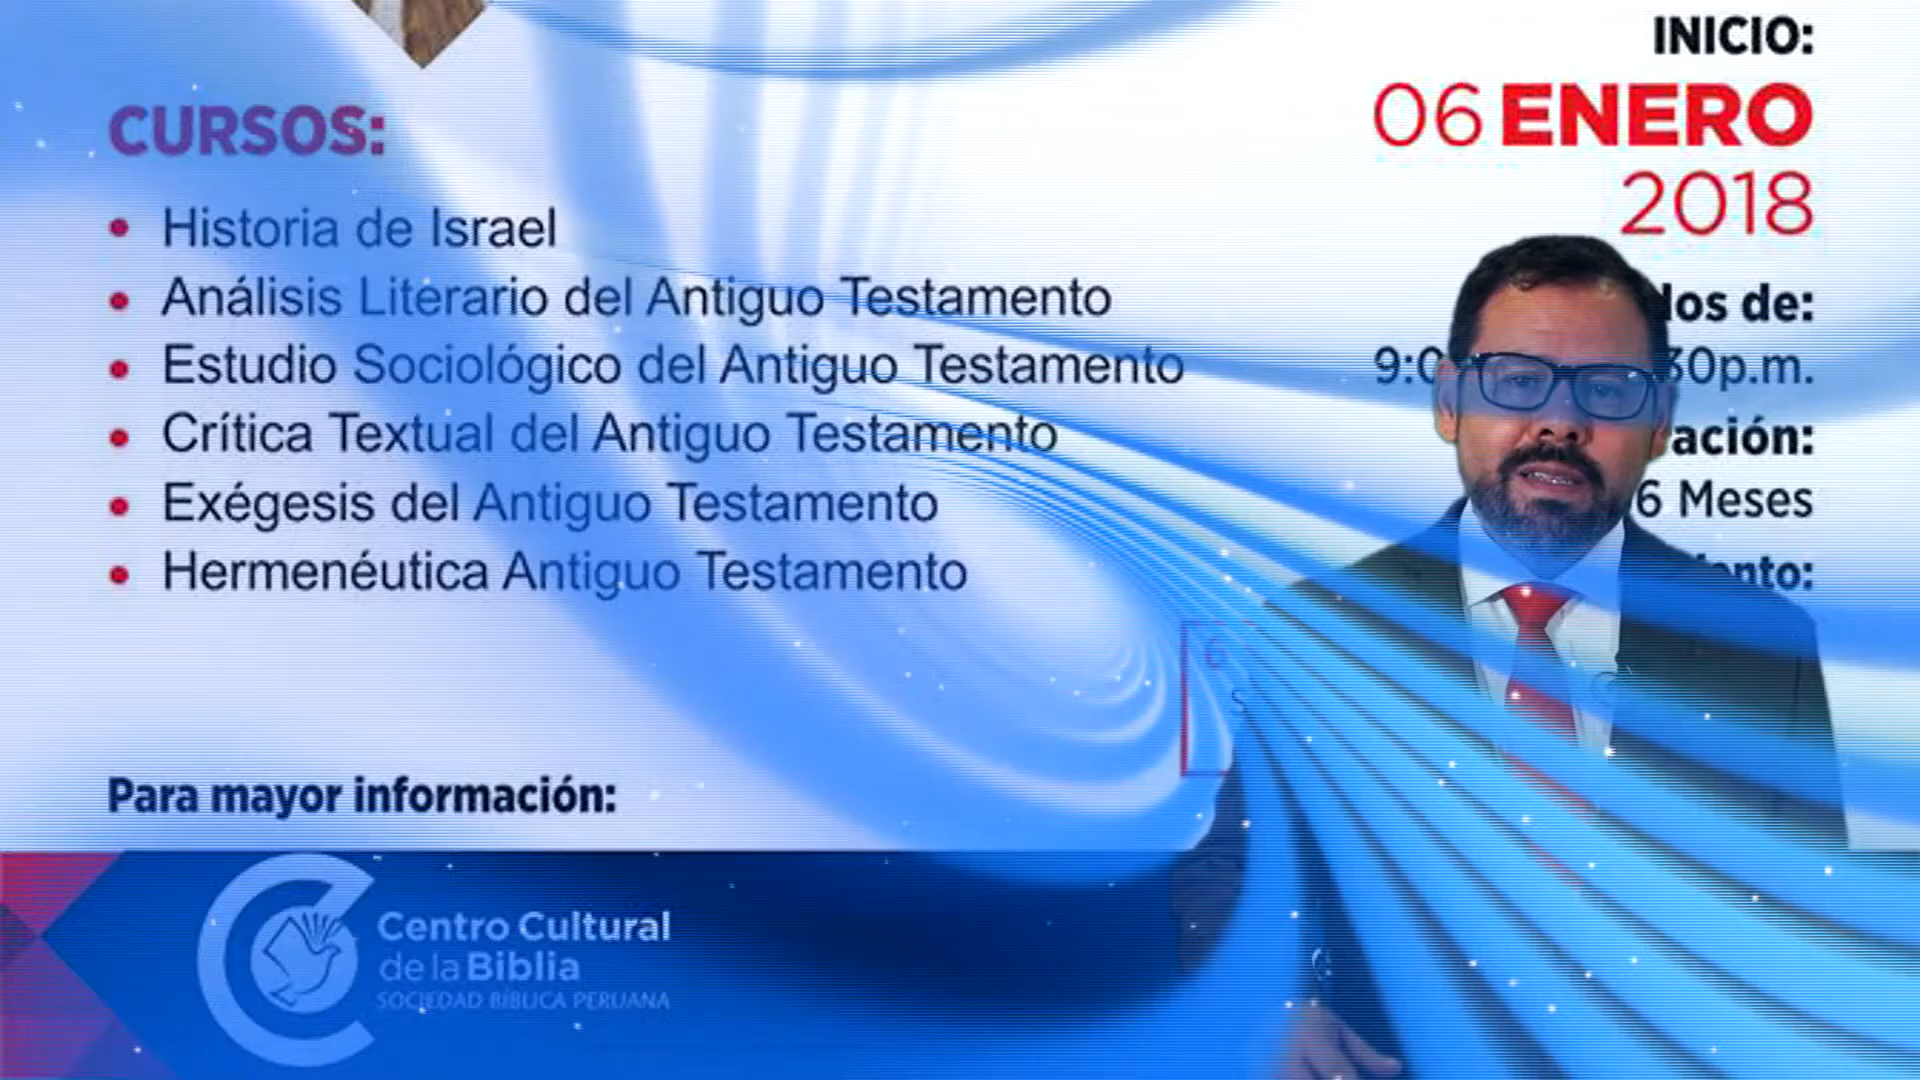 INICIO:
06 ENERO
2018
CURSOS:
• Historia de Israel
• Análisis Literario del Antiguo Testamento
• Estudio Sociológico del Antiguo Testamento
• Crítica Textual del Antiguo Testamento
• Exégesis del Antiguo Testamento
• Hermenéutica Antiguo Testamento
de:
30p.m.
6 Meses
Para mayor información:
Centro Cultural
de la Biblia
SOCIEDAD BÍBLICA PERUANA